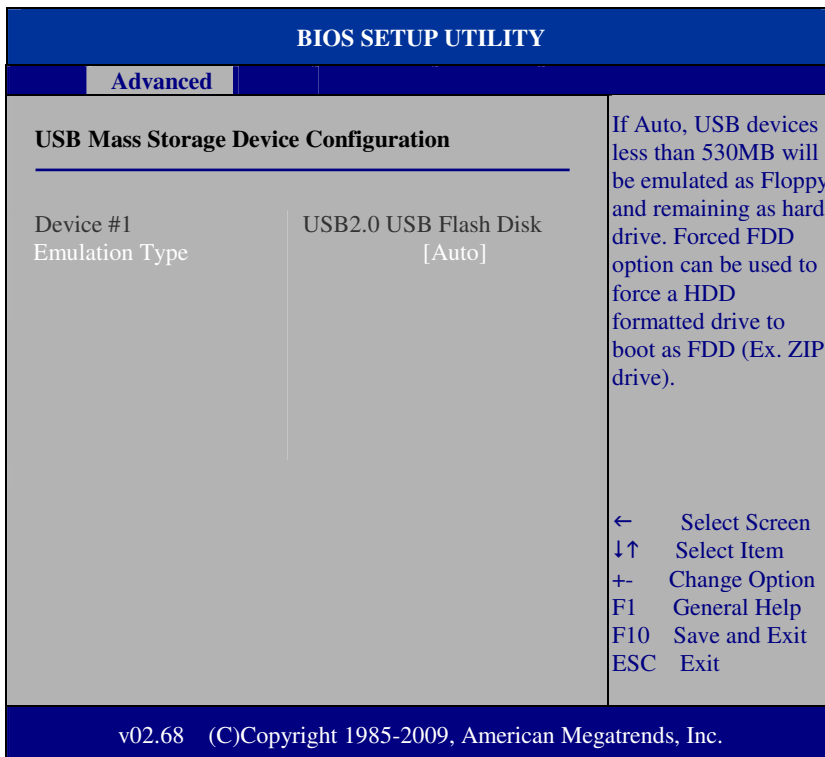 BIOS SETUP UTILITY
Advanced
USB Mass Storage Device Configuration
Device #1 USB2.0 USB Flash Disk
Emulation Type [Auto]
If Auto, USB devices
less than 530MB will
be emulated as Floppy
and remaining as hard
drive. Forced FDD
option can be used to
force a HDD
formatted drive to
boot as FDD (Ex. ZIP
drive).
← Select Screen
↓↑ Select Item
+- Change Option
F1 General Help
F10 Save and Exit
ESC Exit
v02.68 (C)Copyright 1985-2009, American Megatrends, Inc.